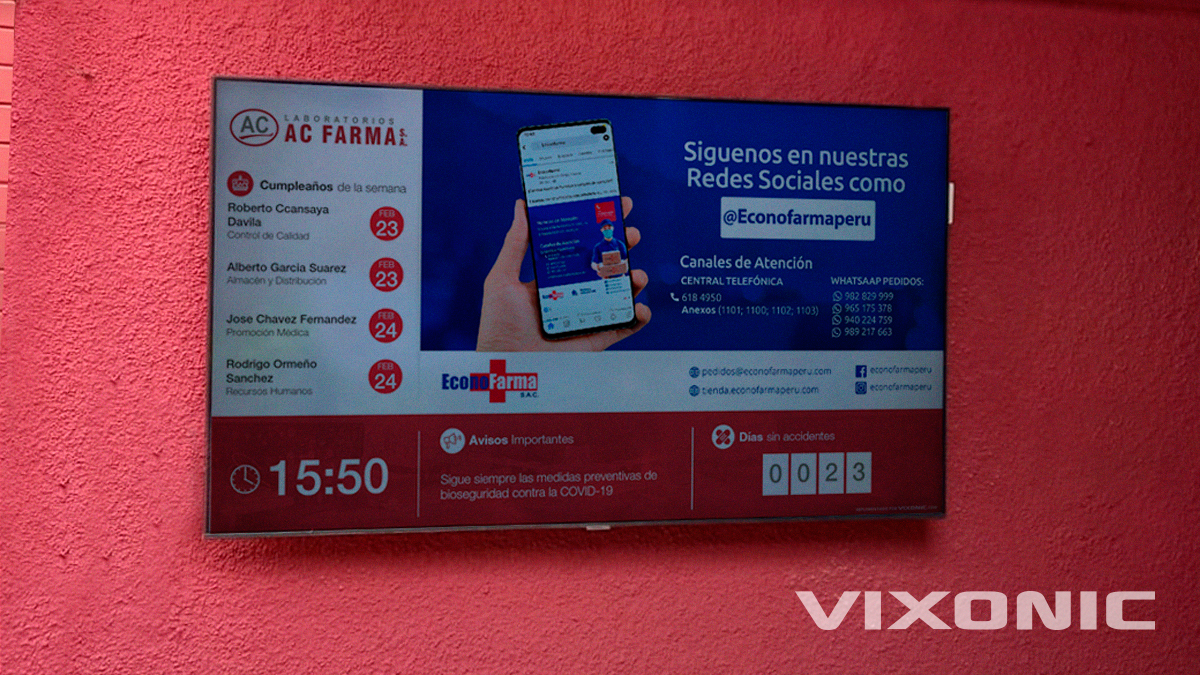 AC
LABORATORIOS
AC FARMA S.A.
Cumpleaños de la semana
Roberto Ccansaya
Davila
Control de Calidad
FEB
23
Alberto Garcia Suarez
Almacén y Distribución
FEB
23
Jose Chavez Fernandez
Promoción Médica
FEB
24
Rodrigo Ormeño
Sanchez
Recursos Humanos
FEB
24
Siguenos en nuestras
Redes Sociales como
@Econofarmaperu
Canales de Atención
CENTRAL TELEFÓNICA
618 4950
Anexos (1101; 1100; 1102; 1103)
WHATSAAP PEDIDOS:
982 829 999
965 175 378
940 224 759
989 217 663
EconoFarma
S.A.C.
pedidos@econofarmaperu.com
tienda.econofarmaperu.com
econofarmaperu
econofarmaperu
15:50
Avisos Importantes
Sigue siempre las medidas preventivas de
bioseguridad contra la COVID-19
Días sin accidentes
0023
VIXONIC